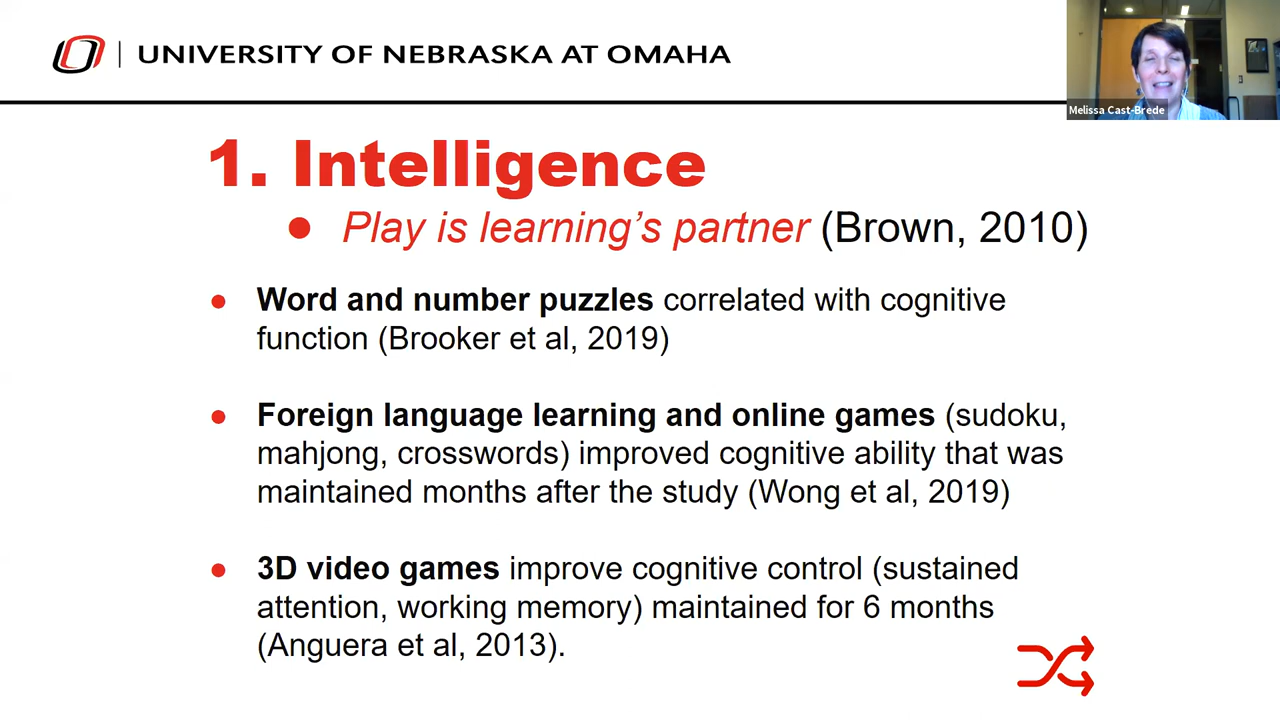 UNIVERSITY OF NEBRASKA AT OMAHA
Melissa Cast-Brede
1. Intelligence
● Play is learning's partner (Brown, 2010)
● Word and number puzzles correlated with cognitive
function (Brooker et al, 2019)
● Foreign language learning and online games (sudoku,
mahjong, crosswords) improved cognitive ability that was
maintained months after the study (Wong et al, 2019)
● 3D video games improve cognitive control (sustained
attention, working memory) maintained for 6 months
(Anguera et al, 2013).